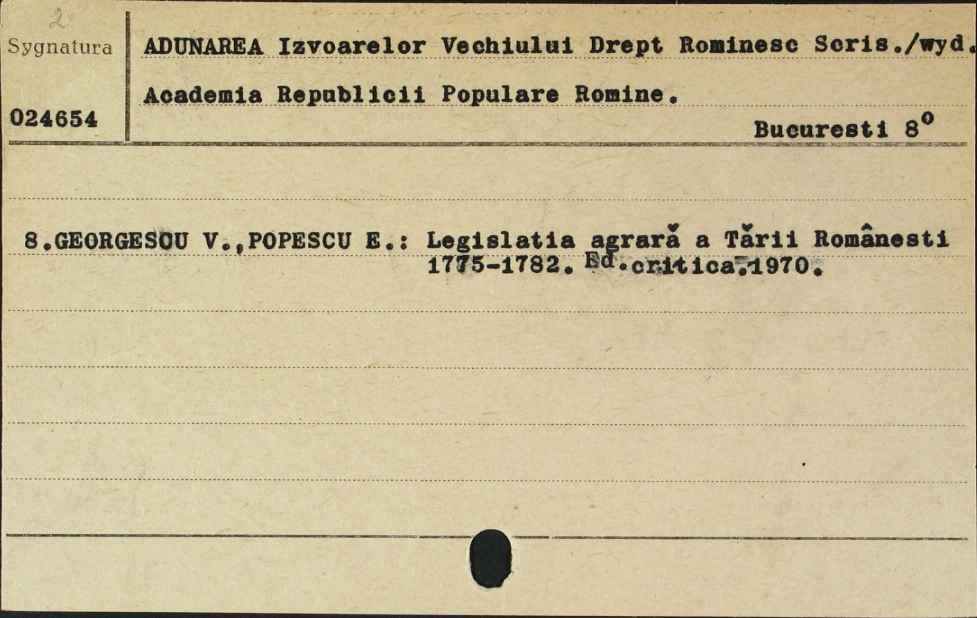 2
Sygnatura
ADUNAREA Izvoarelor Vechiului Drept Rominesc Scris./wyd.
Academia Republicii Populare Romine.
024654
Bucuresti 8⁰
8.GEORGESCU V.,POPESCU E.: Legislatia agrară a Tării Românesti
1775-1782. Ed.critica.1970.